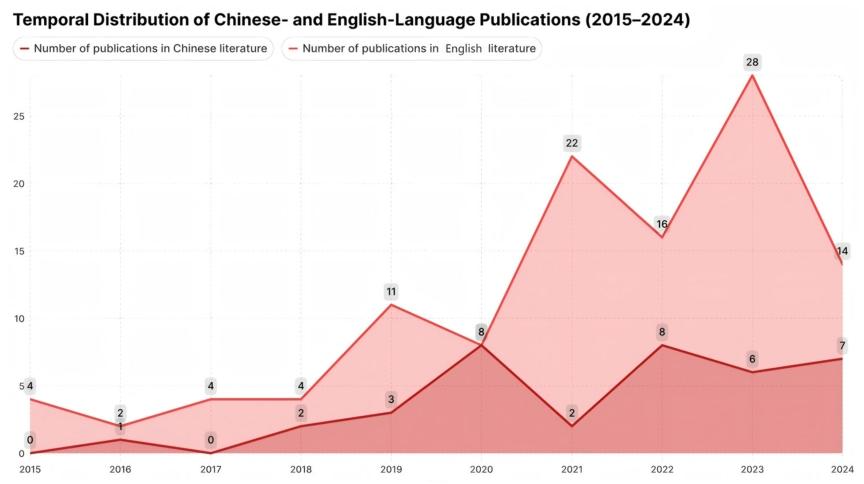 Temporal Distribution of Chinese- and English-Language Publications (2015–2024)
Number of publications in Chinese literature Number of publications in English literature
28
25
22
20
16
15
14
11
10
8
8
7
6
5 4 4 4
3
2 2 2
1
0 0 0
0
2015 2016 2017 2018 2019 2020 2021 2022 2023 2024